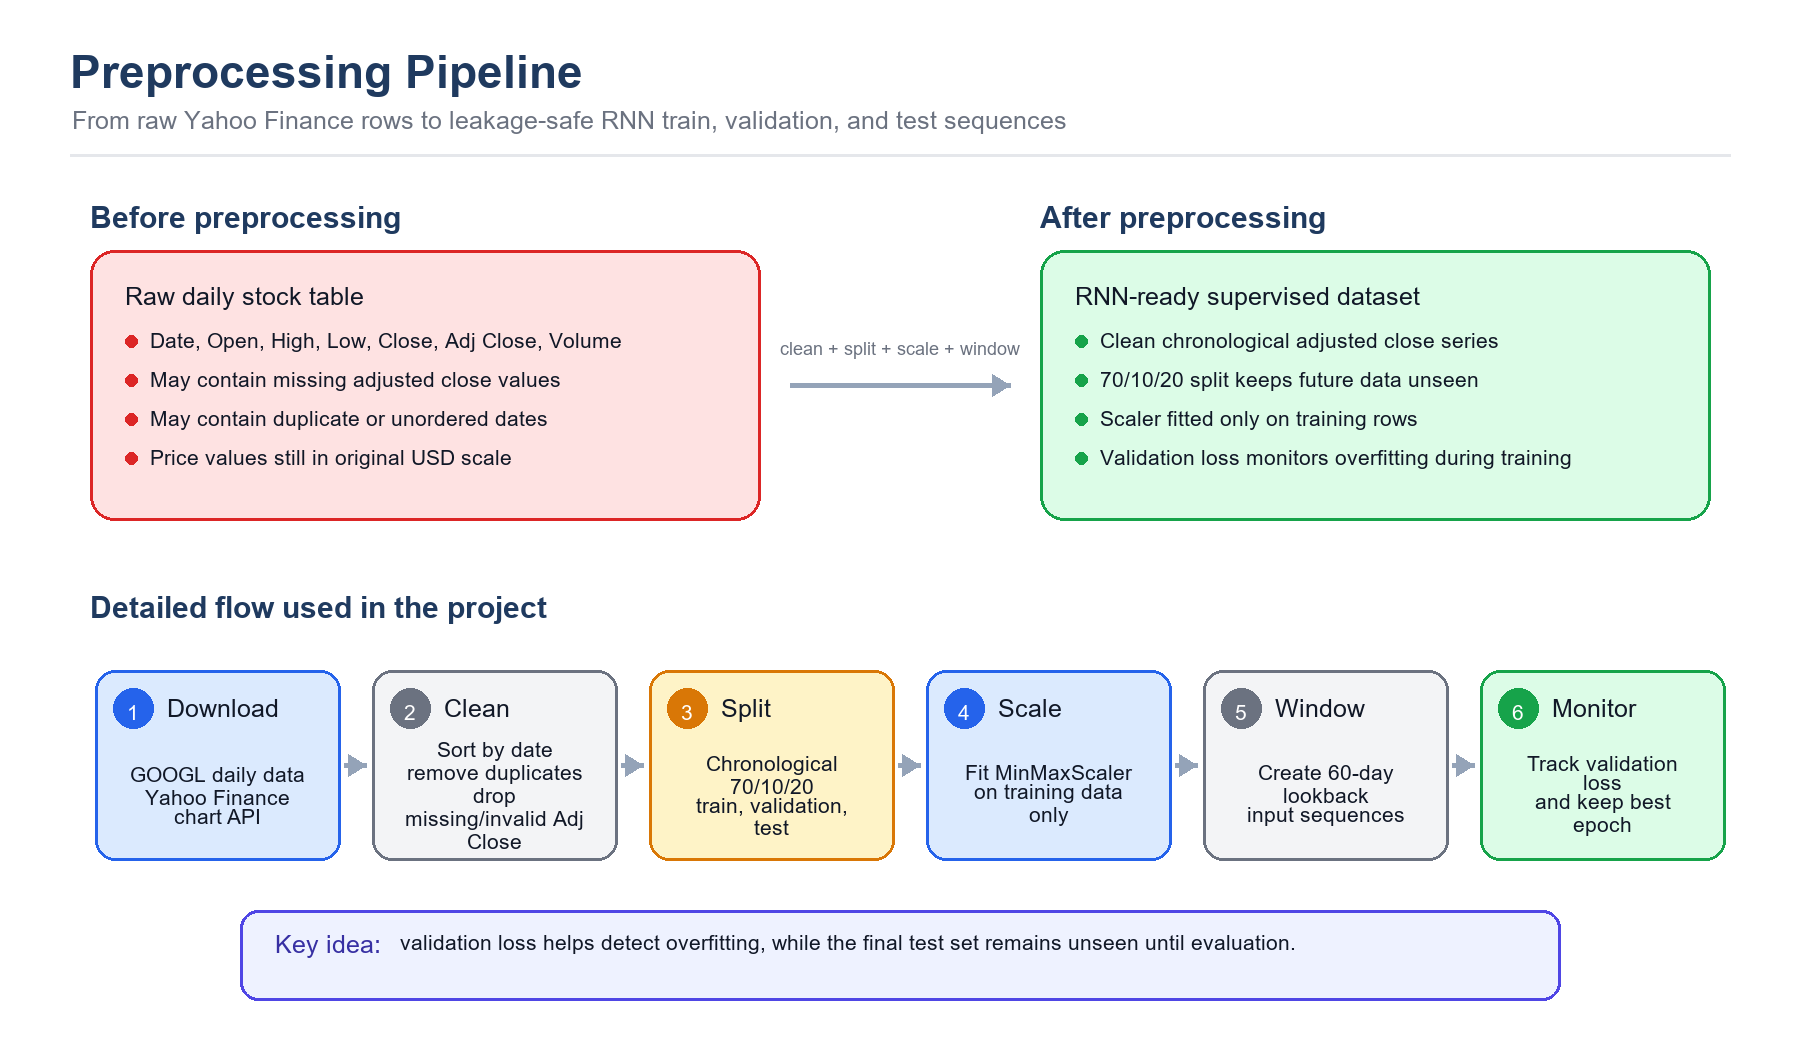 Preprocessing Pipeline
From raw Yahoo Finance rows to leakage-safe RNN train, validation, and test sequences
Before preprocessing
Raw daily stock table
Date, Open, High, Low, Close, Adj Close, Volume
May contain missing adjusted close values
May contain duplicate or unordered dates
Price values still in original USD scale
clean + split + scale + window
After preprocessing
RNN-ready supervised dataset
Clean chronological adjusted close series
70/10/20 split keeps future data unseen
Scaler fitted only on training rows
Validation loss monitors overfitting during training
Detailed flow used in the project
1 Download
GOOGL daily data
Yahoo Finance
chart API
2 Clean
Sort by date
remove duplicates
drop
missing/invalid Adj
Close
3 Split
Chronological
70/10/20
train, validation,
test
4 Scale
Fit MinMaxScaler
on training data
only
5 Window
Create 60-day
lookback
input sequences
6 Monitor
Track validation
loss
and keep best
epoch
Key idea: validation loss helps detect overfitting, while the final test set remains unseen until evaluation.